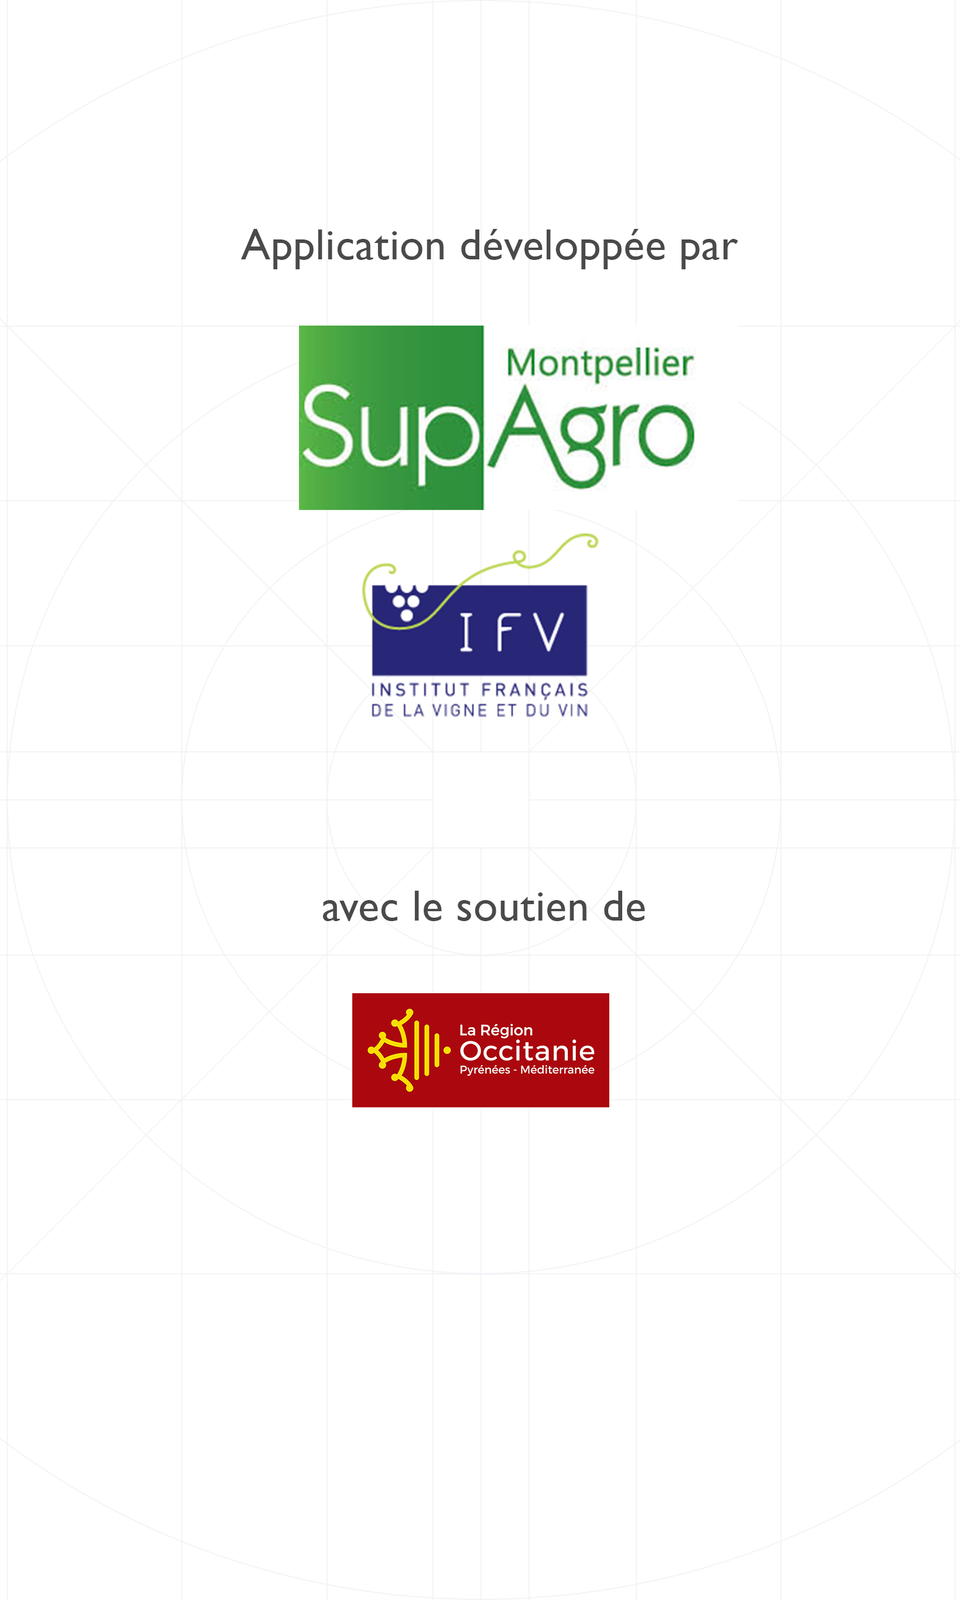 Application développée par
Montpellier
SupAgro
IFV
INSTITUT FRANÇAIS
DE LA VIGNE ET DU VIN
avec le soutien de
La Région
Occitanie
Pyrénées - Méditerranée